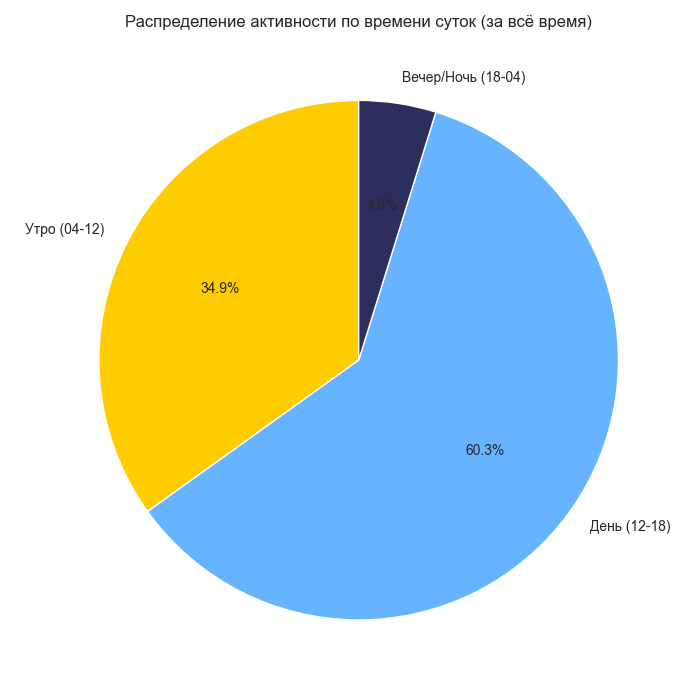 Распределение активности по времени суток (за всё время)
Вечер/Ночь (18-04)
4.8%
Утро (04-12)
34.9%
60.3%
День (12-18)